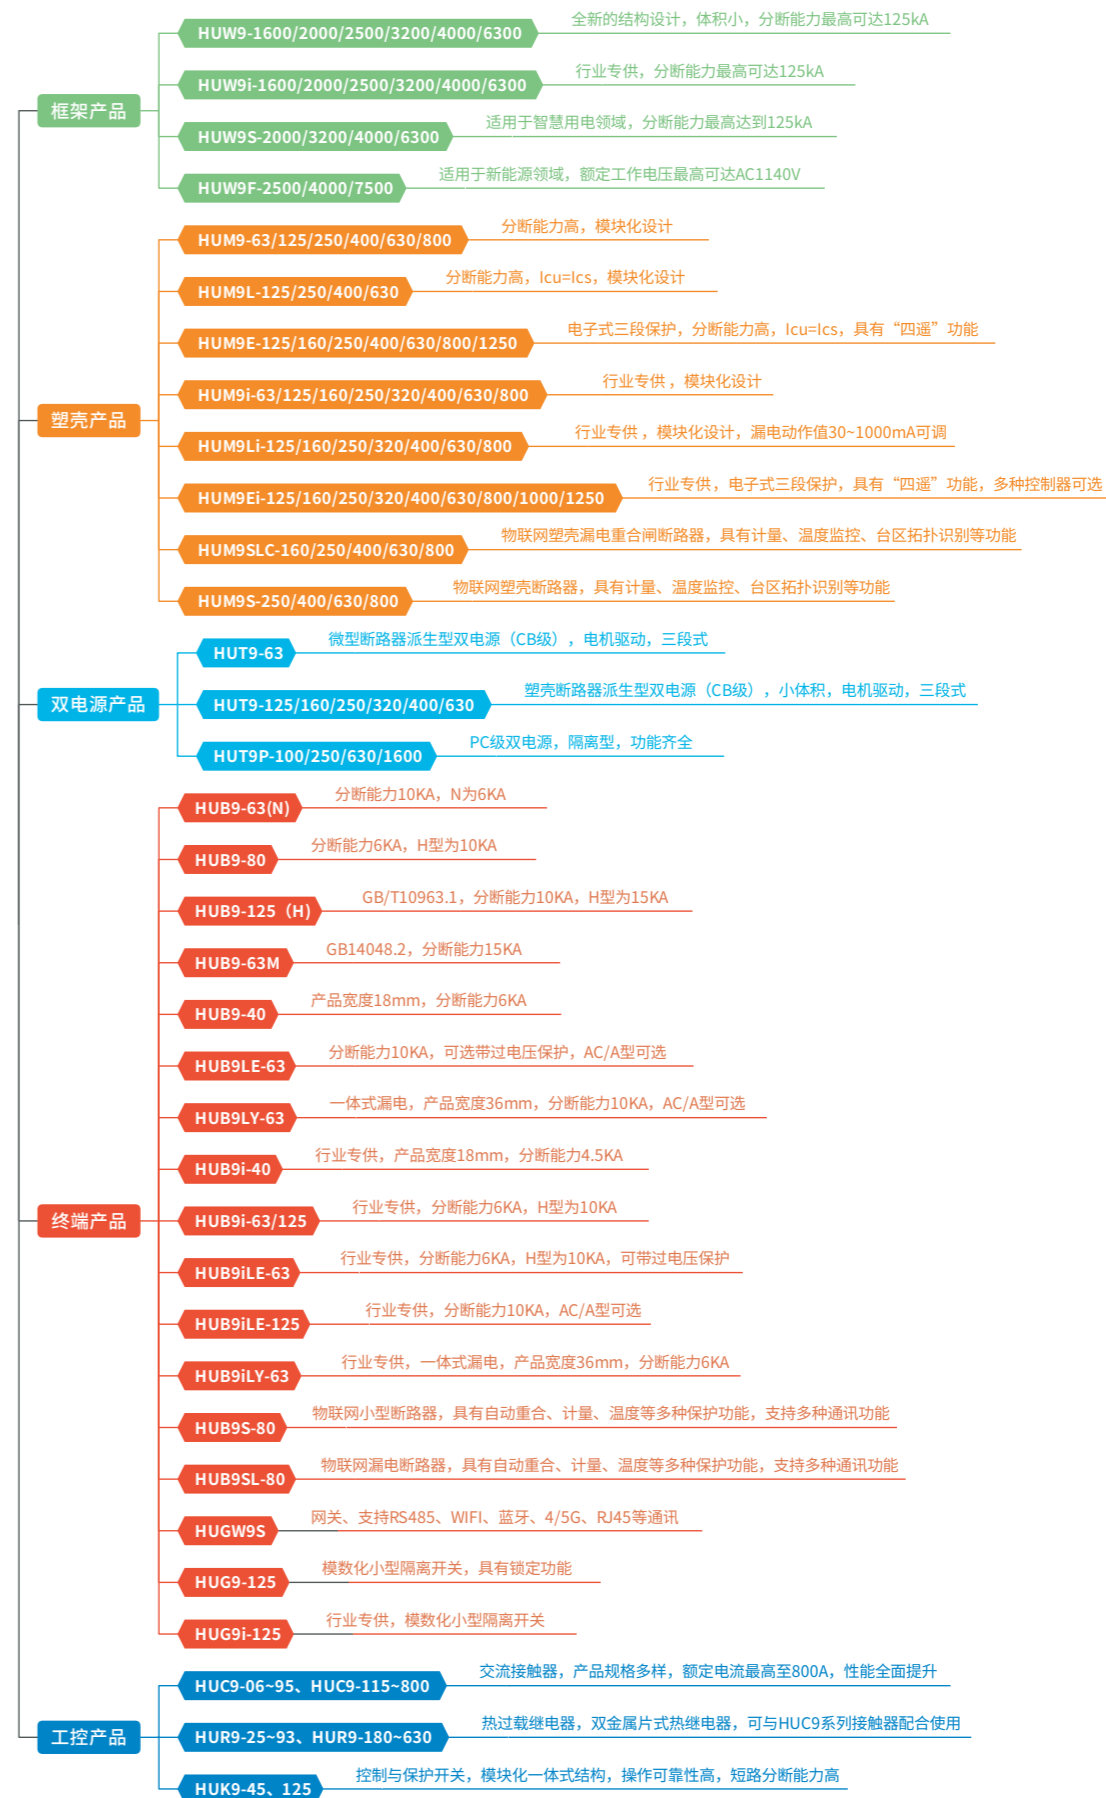 框架产品
HUW9-1600/2000/2500/3200/4000/6300
全新的结构设计，体积小，分断能力最高可达125kA
HUW9i-1600/2000/2500/3200/4000/6300
行业专供，分断能力最高可达125kA
HUW9S-2000/3200/4000/6300
适用于智慧用电领域，分断能力最高达到125kA
HUW9F-2500/4000/7500
适用于新能源领域，额定工作电压最高可达AC1140V
塑壳产品
HUM9-63/125/250/400/630/800
分断能力高，模块化设计
HUM9L-125/250/400/630
分断能力高，Icu=Ics，模块化设计
HUM9E-125/160/250/400/630/800/1250
电子式三段保护，分断能力高，Icu=Ics，具有“四遥”功能
HUM9i-63/125/160/250/320/400/630/800
行业专供，模块化设计
HUM9Li-125/160/250/320/400/630/800
行业专供，模块化设计，漏电动作值30~1000mA可调
HUM9Ei-125/160/250/320/400/630/800/1000/1250
行业专供，电子式三段保护，具有“四遥”功能，多种控制器可选
HUM9SLC-160/250/400/630/800
物联网塑壳漏电重合闸断路器，具有计量、温度监控、台区拓扑识别等功能
HUM9S-250/400/630/800
物联网塑壳断路器，具有计量、温度监控、台区拓扑识别等功能
双电源产品
HUT9-63
微型断路器派生型双电源（CB级），电机驱动，三段式
HUT9-125/160/250/320/400/630
塑壳断路器派生型双电源（CB级），小体积，电机驱动，三段式
HUT9P-100/250/630/1600
PC级双电源，隔离型，功能齐全
终端产品
HUB9-63(N)
分断能力10KA，N为6KA
HUB9-80
分断能力6KA，H型为10KA
HUB9-125（H)
GB/T10963.1，分断能力10KA，H型为15KA
HUB9-63M
GB14048.2，分断能力15KA
HUB9-40
产品宽度18mm，分断能力6KA
HUB9LE-63
分断能力10KA，可选带过电压保护，AC/A型可选
HUB9LY-63
一体式漏电，产品宽度36mm，分断能力10KA，AC/A型可选
HUB9i-40
行业专供，产品宽度18mm，分断能力4.5KA
HUB9i-63/125
行业专供，分断能力6KA，H型为10KA
HUB9iLE-63
行业专供，分断能力6KA，H型为10KA，可带过电压保护
HUB9iLE-125
行业专供，分断能力10KA，AC/A型可选
HUB9iLY-63
行业专供，一体式漏电，产品宽度36mm，分断能力6KA
HUB9S-80
物联网小型断路器，具有自动重合、计量、温度等多种保护功能，支持多种通讯功能
HUB9SL-80
物联网漏电断路器，具有自动重合、计量、温度等多种保护功能，支持多种通讯功能
HUGW9S
网关、支持RS485、WIFI、蓝牙、4/5G、RJ45等通讯
HUG9-125
模数化小型隔离开关，具有锁定功能
HUG9i-125
行业专供，模数化小型隔离开关
工控产品
HUC9-06~95、HUC9-115~800
交流接触器，产品规格多样，额定电流最高至800A，性能全面提升
HUR9-25~93、HUR9-180~630
热过载继电器，双金属片式热继电器，可与HUC9系列接触器配合使用
HUK9-45、125
控制与保护开关，模块化一体式结构，操作可靠性高，短路分断能力高